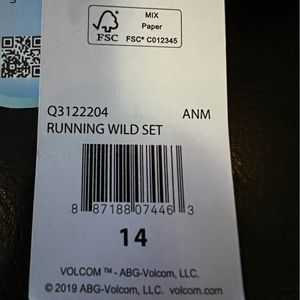 MIX
Paper
FSC
FSC® C012345
Q3122204 ANM
RUNNING WILD SET
8 87188 07446 3
14
VOLCOM ™ - ABG-Volcom, LLC.
© 2019 ABG-Volcom, LLC. volcom.com